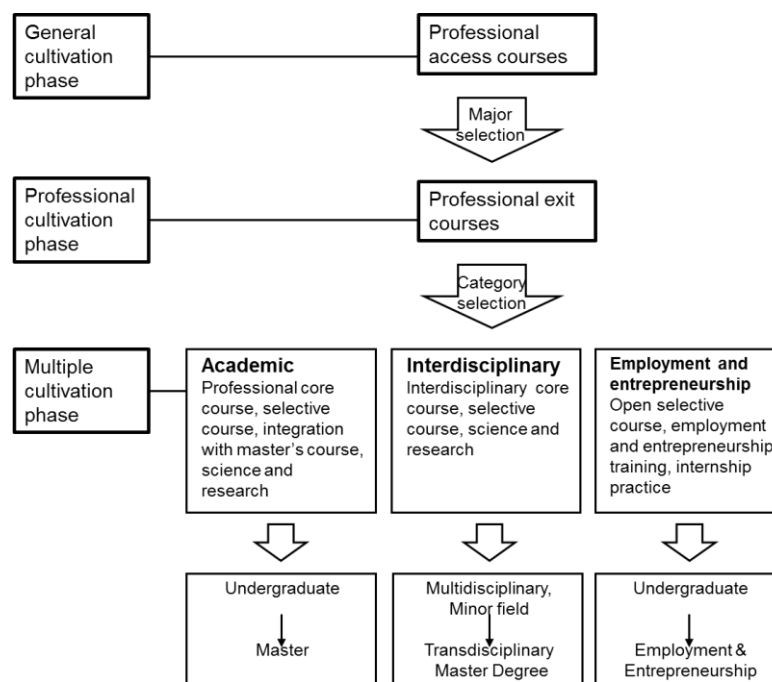 General
cultivation
phase
Professional
access courses
Major
selection
Professional
cultivation
phase
Professional exit
courses
Category
selection
Multiple
cultivation
phase
Academic
Professional core
course, selective
course, integration
with master's course,
science and
research
Interdisciplinary
Interdisciplinary core
course, selective
course, science and
research
Employment and
entrepreneurship
Open selective
course, employment
and entrepreneurship
training, internship
practice
Undergraduate
Master
Multidisciplinary,
Minor field
Transdisciplinary
Master Degree
Undergraduate
Employment &
Entrepreneurship